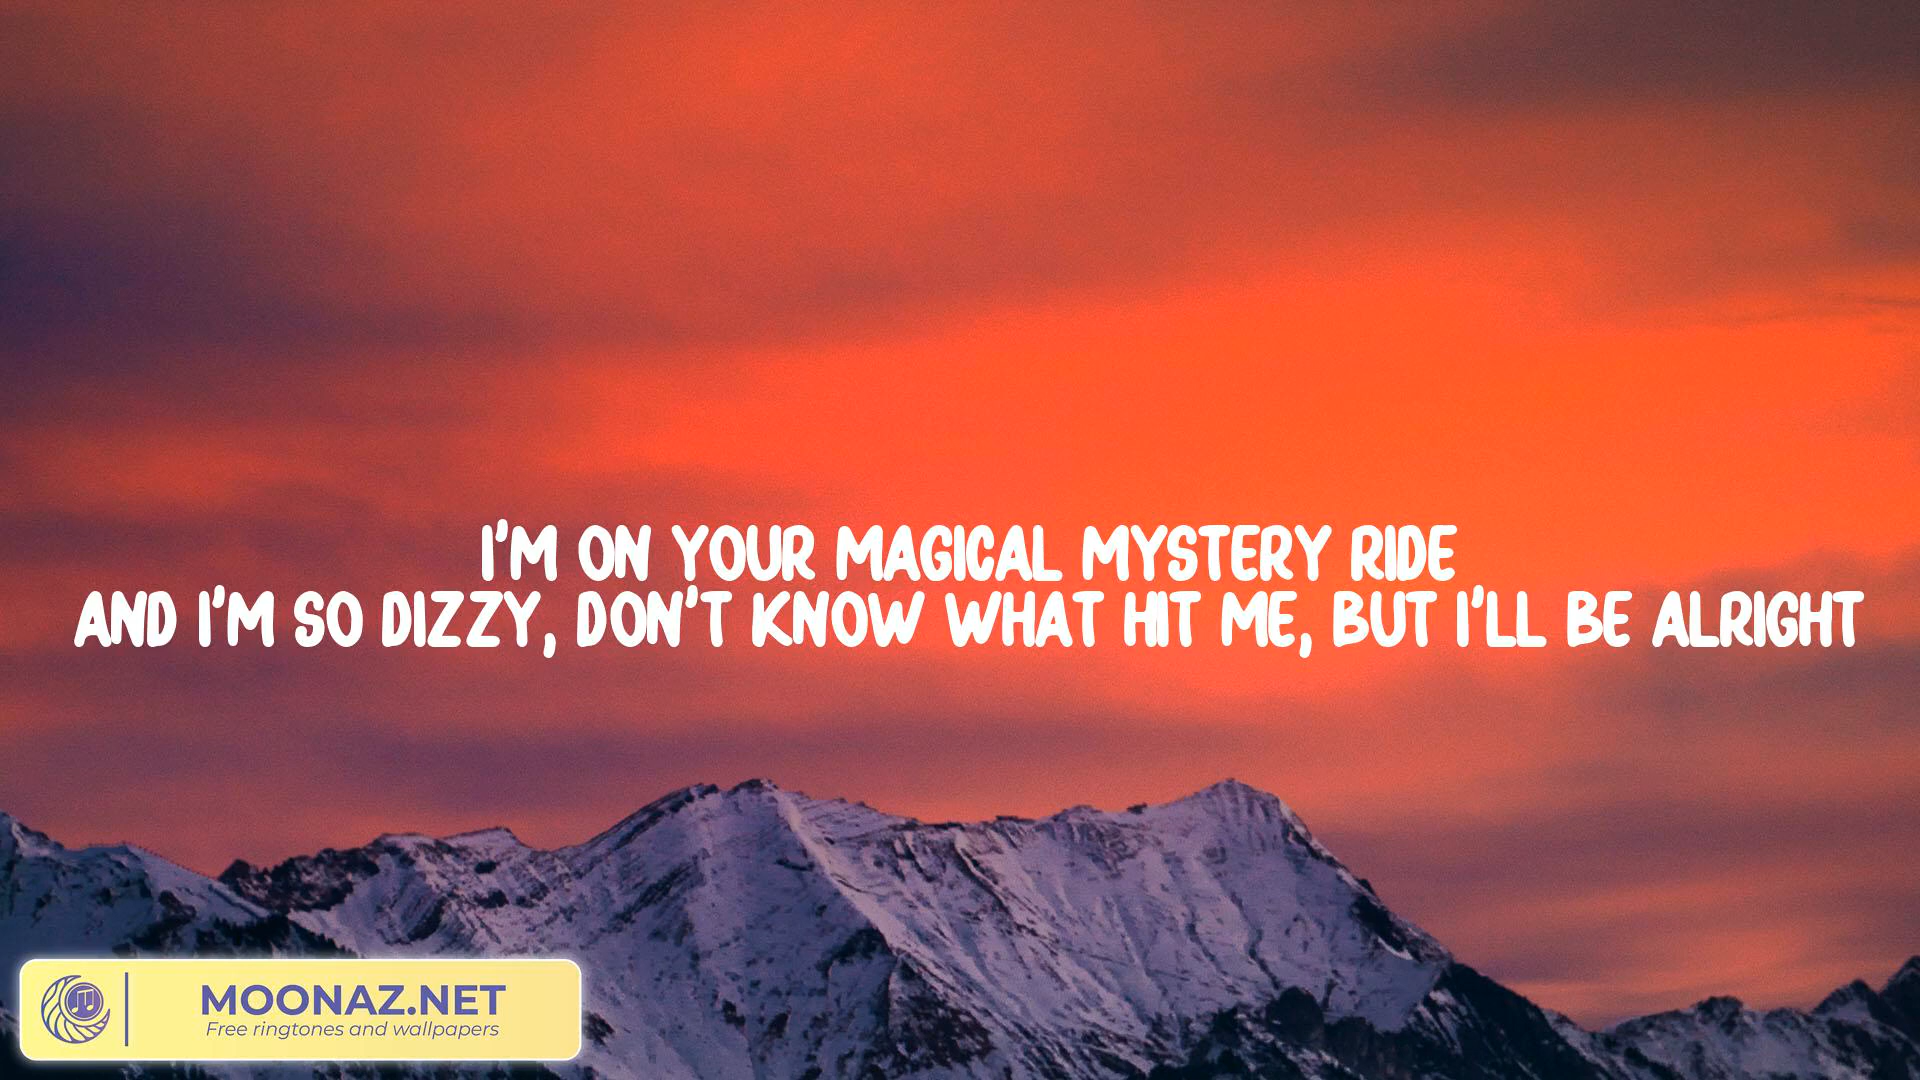 I'M ON YOUR MAGICAL MYSTERY RIDE
AND I'M SO DIZZY, DON'T KNOW WHAT HIT ME, BUT I'LL BE ALRIGHT
MOONAZ.NET
Free ringtones and wallpapers